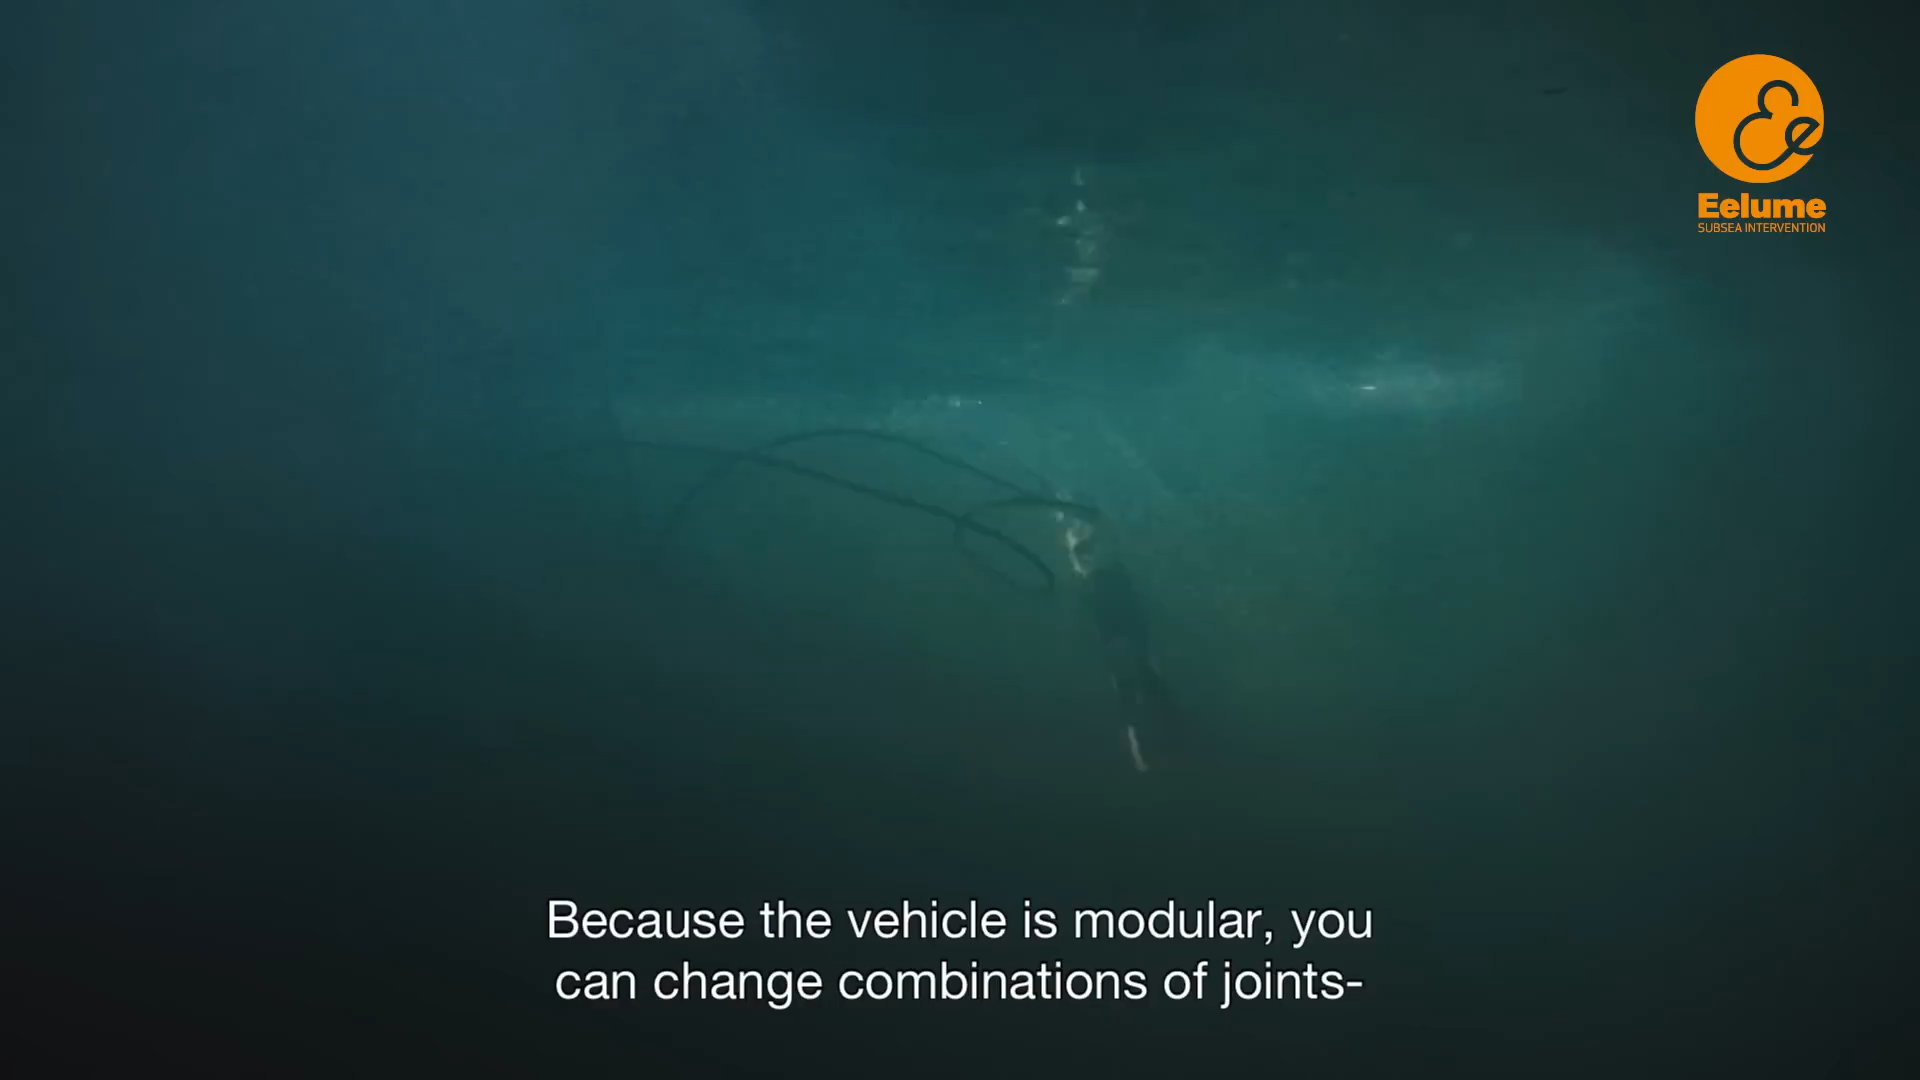 Eelume
SUBSEA INTERVENTION
Because the vehicle is modular, you
can change combinations of joints-